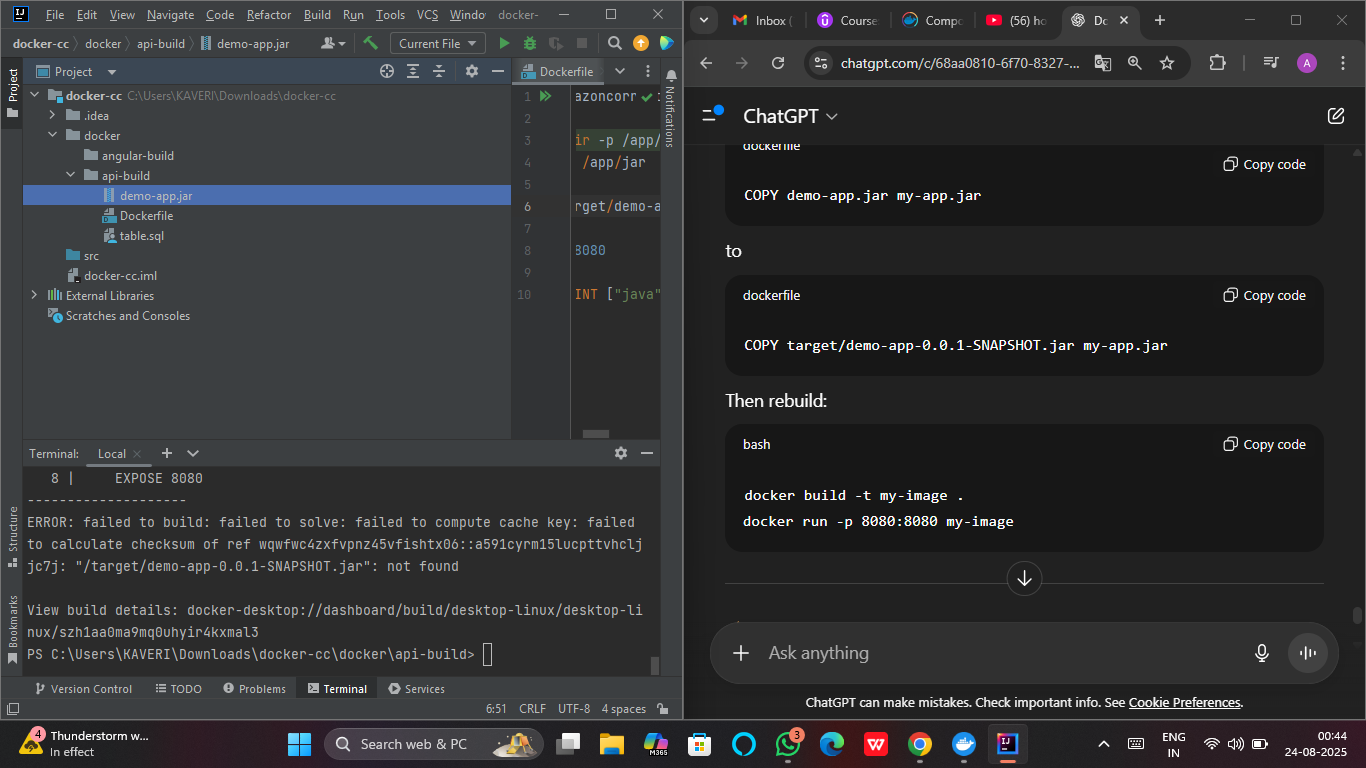 File Edit View Navigate Code Refactor Build Run Tools VCS Windo docker-
docker-cc docker api-build demo-app.jar
Current File
Project
Project
docker-cc C:\Users\KAVERI\Downloads\docker-cc
.idea
docker
angular-build
api-build
demo-app.jar
Dockerfile
table.sql
src
docker-cc.iml
External Libraries
Scratches and Consoles
Structure
Bookmarks
Dockerfile
Notifications
1 azoncorr
2
3 ir -p /app/
4 /app/jar
5
6 rget/demo-a
7
8 8080
9
10 INT ["java"
Terminal: Local
8 | EXPOSE 8080
--------------------
ERROR: failed to build: failed to solve: failed to compute cache key: failed
to calculate checksum of ref wqwfwc4zxfvpnz45vfishtx06::a591cyrm15lucpttvhclj
jc7j: "/target/demo-app-0.0.1-SNAPSHOT.jar": not found
View build details: docker-desktop://dashboard/build/desktop-linux/desktop-li
nux/szh1aa0ma9mq0uhyir4kxmal3
PS C:\Users\KAVERI\Downloads\docker-cc\docker\api-build>
Version Control TODO Problems Terminal Services
6:51 CRLF UTF-8 4 spaces
Inbox ( Course Compo (56) ho Dc
chatgpt.com/c/68aa0810-6f70-8327-...
A
ChatGPT
dockerfile
Copy code
COPY demo-app.jar my-app.jar
to
dockerfile
Copy code
COPY target/demo-app-0.0.1-SNAPSHOT.jar my-app.jar
Then rebuild:
bash
Copy code
docker build -t my-image .
docker run -p 8080:8080 my-image
Ask anything
ChatGPT can make mistakes. Check important info. See Cookie Preferences.
4
Thunderstorm w...
In effect
Search web & PC
M365
3
ENG
IN
00:44
24-08-2025